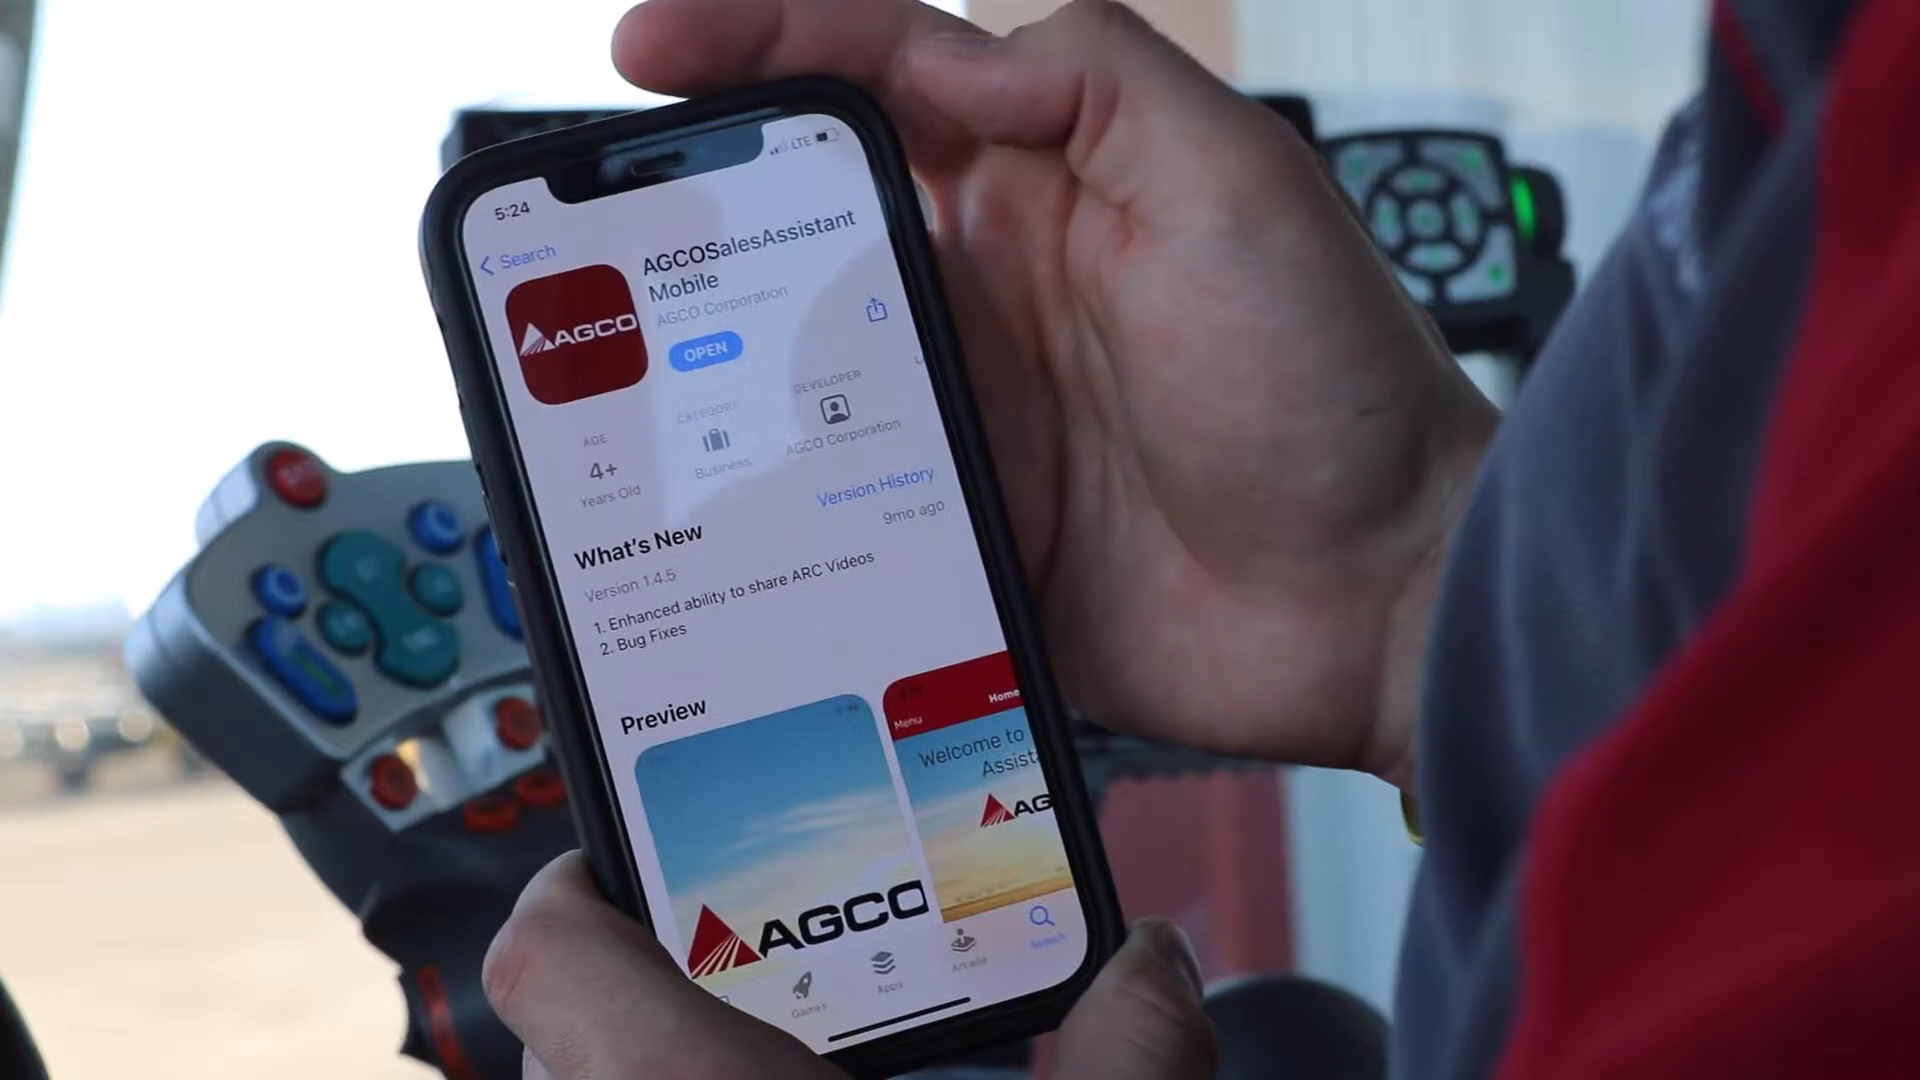 5:24
LTE
Search
AGCOSalesAssistant
Mobile
AGCO Corporation
AGCO
OPEN
AGE
4+
Years Old
CATEGORY
Business
DEVELOPER
AGCO Corporation
What's New
Version History
Version 1.4.5
9mo ago
1. Enhanced ability to share ARC Videos
2. Bug Fixes
Preview
AGCO
Menu
Home
Welcome to
Assist
AG
Games
Apps
Arcade
Search